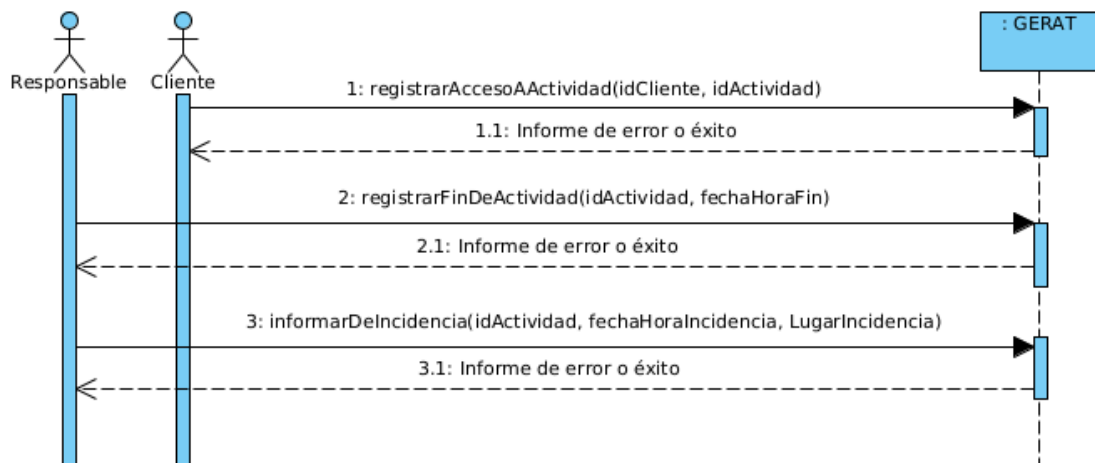 : GERAT
Responsable
Cliente
1: registrarAccesoAActividad(idCliente, idActividad)
1.1: Informe de error o éxito
2: registrarFinDeActividad(idActividad, fechaHoraFin)
2.1: Informe de error o éxito
3: informarDeIncidencia(idActividad, fechaHoraIncidencia, LugarIncidencia)
3.1: Informe de error o éxito